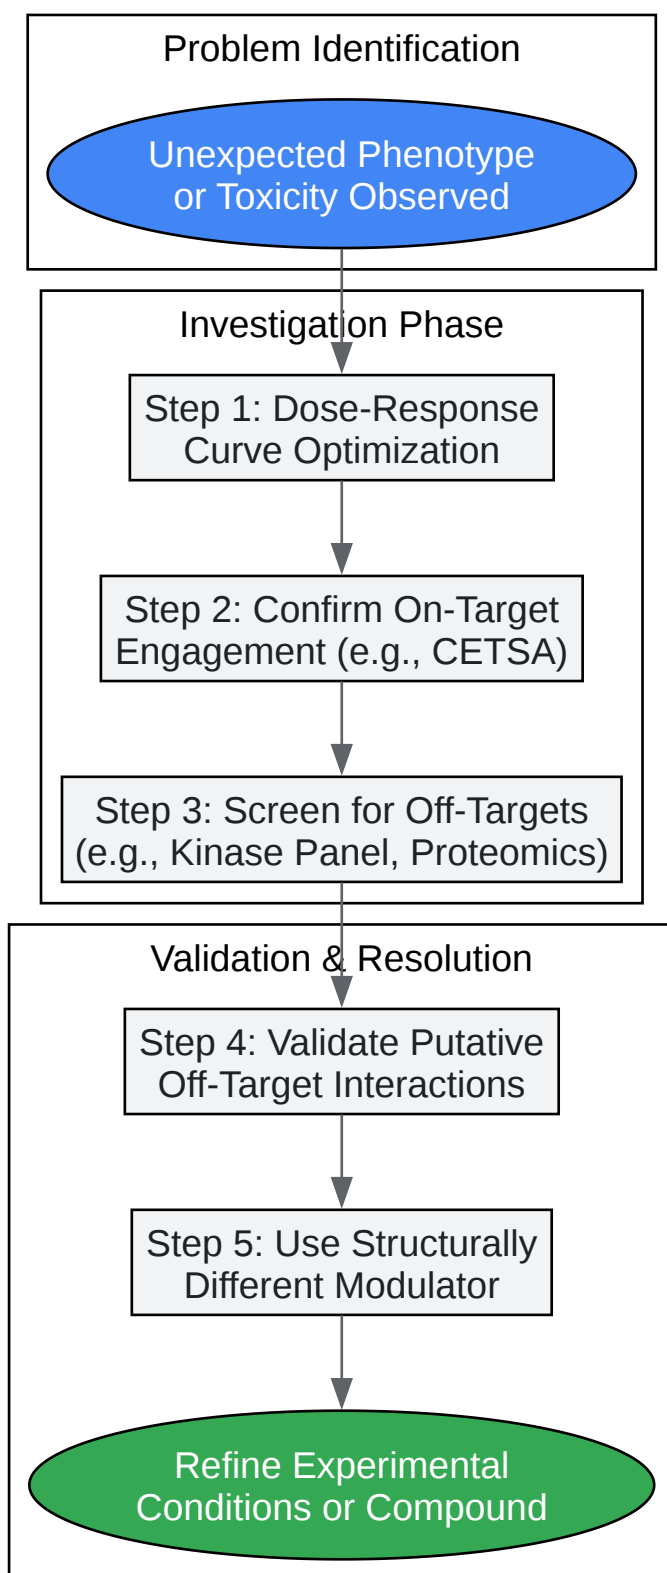 Problem Identification
Unexpected Phenotype
or Toxicity Observed
Investigation Phase
Step 1: Dose-Response
Curve Optimization
Step 2: Confirm On-Target
Engagement (e.g., CETSA)
Step 3: Screen for Off-Targets
(e.g., Kinase Panel, Proteomics)
Validation & Resolution
Step 4: Validate Putative
Off-Target Interactions
Step 5: Use Structurally
Different Modulator
Refine Experimental
Conditions or Compound